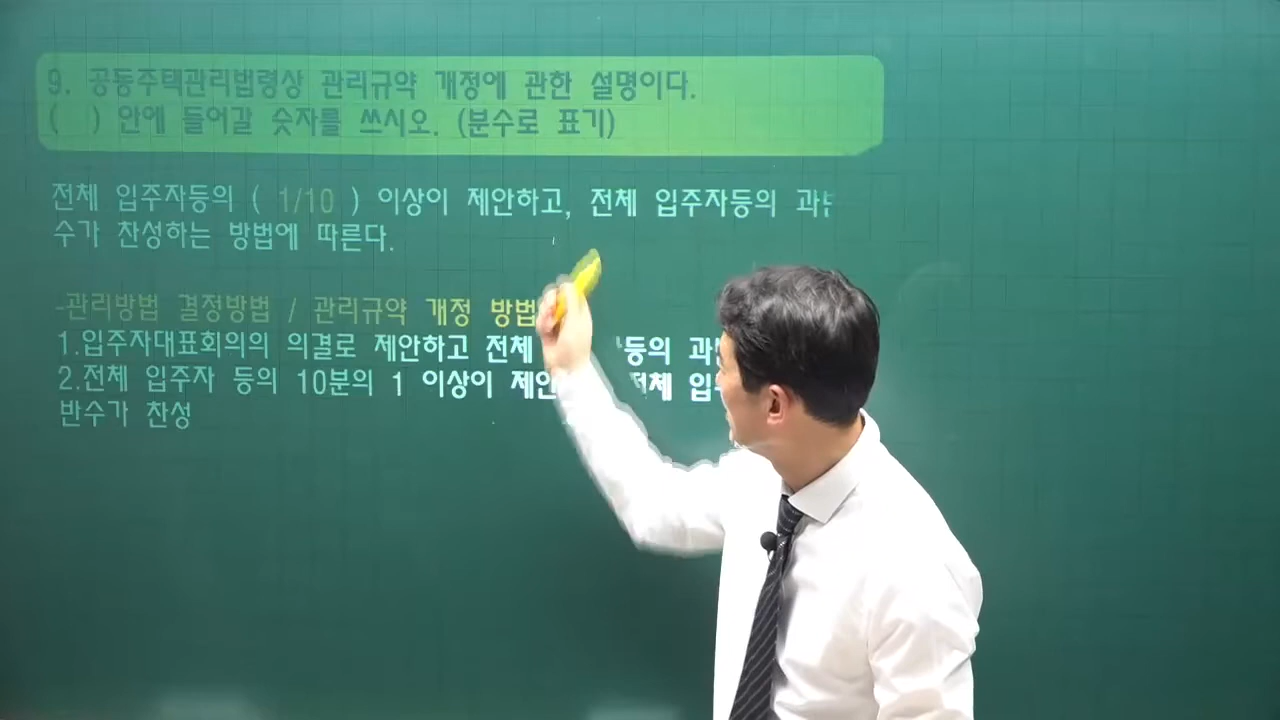 9. 공동주택관리법령상 관리규약 개정에 관한 설명이다.
( ) 안에 들어갈 숫자를 쓰시오. (분수로 표기)
전체 입주자등의 ( 1/10 ) 이상이 제안하고, 전체 입주자등의
수가 찬성하는 방법에 따른다.
-관리방법 결정방법 / 관리규약 개정 방법
1.입주자대표회의의 의결로 제안하고 전체 등의
2.전체 입주자 등의 10분의 1 이상이 전체
반수가 찬성